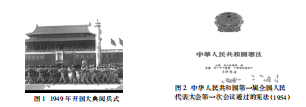 图 1 1949年开国大典阅兵式
中华人民共和国宪法
图 2 中华人民共和国第一届全国人民
代表大会第一次会议通过的宪法(1954)